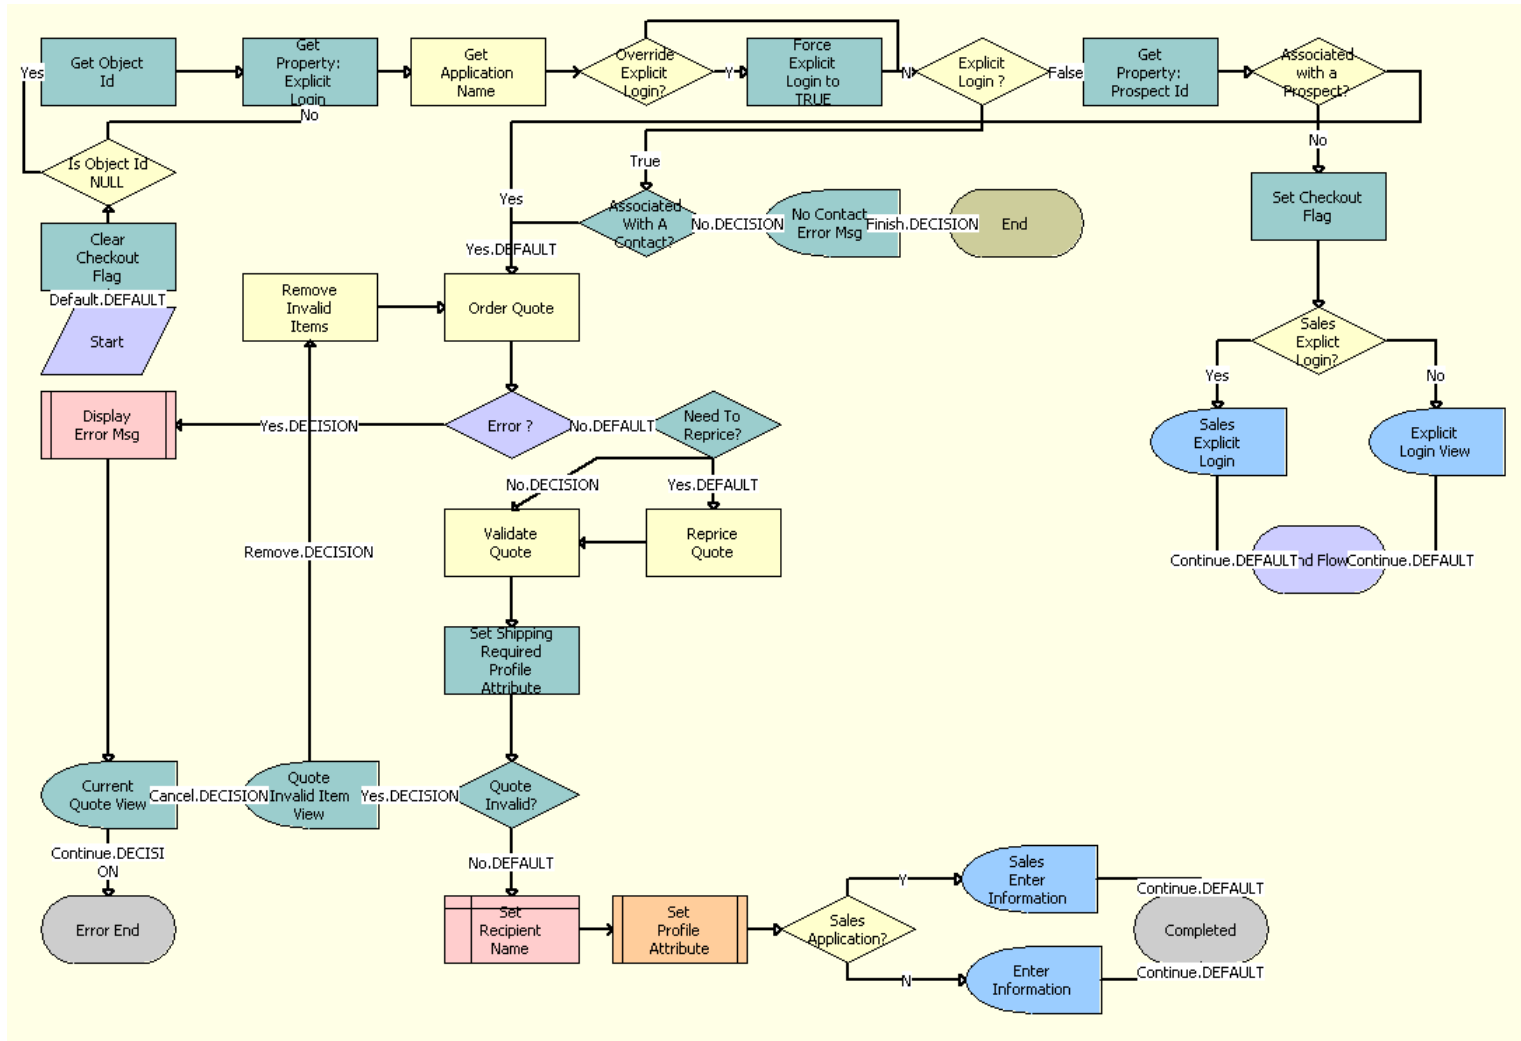 Get Object
Id
Get
Property:
Explicit
Login
Get
Application
Name
Override
Explicit
Login?
Y
Force
Explicit
Login to
TRUE
N
Explicit
Login ?
False
Get
Property:
Prospect Id
Associated
with a
Prospect?
Yes
No
Is Object Id
NULL
True
No
Yes
Associated
With A
Contact?
No.DECISION
No Contact
Error Msg
Finish.DECISION
End
Set Checkout
Flag
Clear
Checkout
Flag
Yes.DEFAULT
Default.DEFAULT
Start
Remove
Invalid
Items
Order Quote
Sales
Explict
Login?
Yes
No
Display
Error Msg
Yes.DECISION
Error ?
No.DEFAULT
Need To
Reprice?
Sales
Explicit
Login
Explicit
Login View
No.DECISION
Yes.DEFAULT
Validate
Quote
Reprice
Quote
Remove.DECISION
Continue.DEFAULT
nd Flow
Continue.DEFAULT
Set Shipping
Required
Profile
Attribute
Current
Quote View
Cancel.DECISION
Quote
Invalid Item
View
Yes.DECISION
Quote
Invalid?
Continue.DECISI
ON
No.DEFAULT
Error End
Set
Recipient
Name
Set
Profile
Attribute
Sales
Application?
Y
Sales
Enter
Information
Continue.DEFAULT
Completed
N
Enter
Information
Continue.DEFAULT